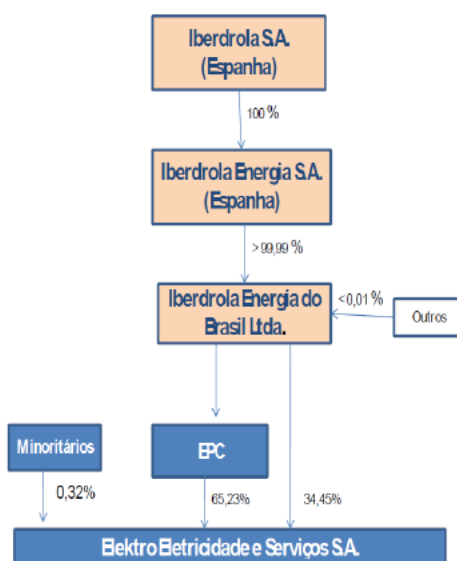 Iberdrola S.A.
(Espanha)
100 %
Iberdrola Energia S.A.
(Espanha)
>99,99 %
Iberdrola Energia do
Brasil Ltda.
<0,01 %
Outros
Minoritários
EPC
0,32%
65,23%
34,45%
Elektro Eletricidade e Serviços S.A.